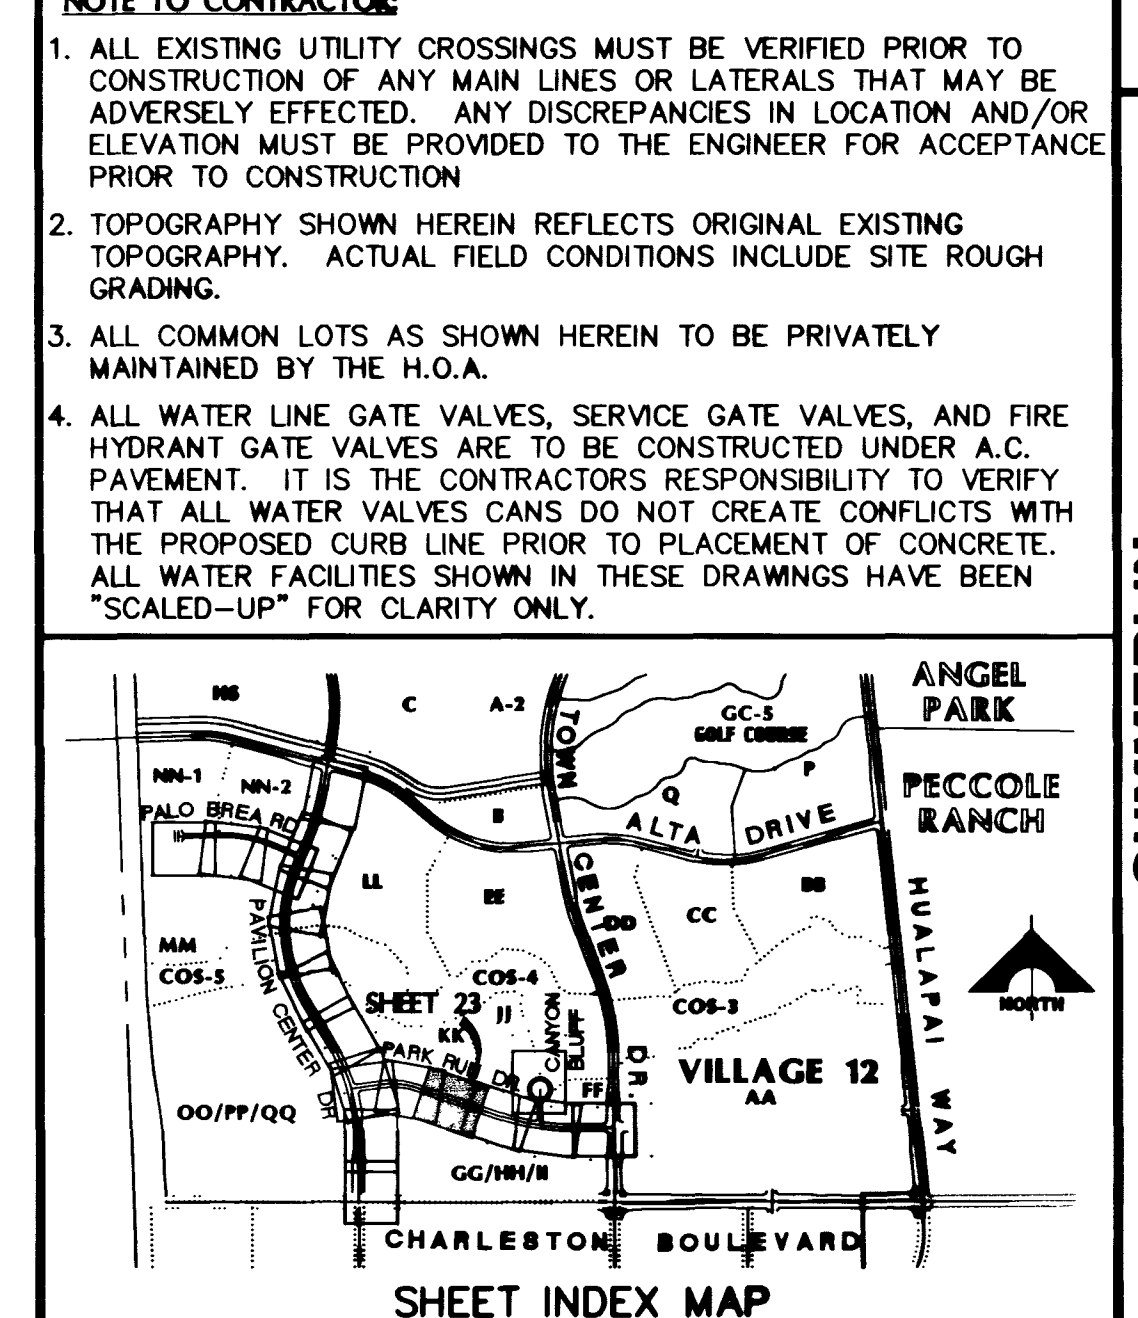 NOTE TO CONTRACTOR:
1. ALL EXISTING UTILITY CROSSINGS MUST BE VERIFIED PRIOR TO
CONSTRUCTION OF ANY MAIN LINES OR LATERALS THAT MAY BE
ADVERSELY EFFECTED. ANY DISCREPANCIES IN LOCATION AND/OR
ELEVATION MUST BE PROVIDED TO THE ENGINEER FOR ACCEPTANCE
PRIOR TO CONSTRUCTION
2. TOPOGRAPHY SHOWN HEREIN REFLECTS ORIGINAL EXISTING
TOPOGRAPHY. ACTUAL FIELD CONDITIONS INCLUDE SITE ROUGH
GRADING.
3. ALL COMMON LOTS AS SHOWN HEREIN TO BE PRIVATELY
MAINTAINED BY THE H.O.A.
4. ALL WATER LINE GATE VALVES, SERVICE GATE VALVES, AND FIRE
HYDRANT GATE VALVES ARE TO BE CONSTRUCTED UNDER A.C.
PAVEMENT. IT IS THE CONTRACTORS RESPONSIBILITY TO VERIFY
THAT ALL WATER VALVES CANS DO NOT CREATE CONFLICTS WITH
THE PROPOSED CURB LINE PRIOR TO PLACEMENT OF CONCRETE.
ALL WATER FACILITIES SHOWN IN THESE DRAWINGS HAVE BEEN
"SCALED-UP" FOR CLARITY ONLY.
C
A-2
TOWN CENTER DR.
GC-5
GOLF COURSE
ANGEL
PARK
NN-1
NN-2
P
Q
PECCOLE
RANCH
PALO BREA RD
B
ALTA DRIVE
LL
EE
DD
CC
BB
HUALAPAI WAY
PAVILION CENTER DR
MM
COS-5
COS-4
COS-3
NORTH
SHEET 23
JJ
KK
CANYON
BLUFF
PARK RUN DR
FF
VILLAGE 12
AA
OO/PP/QQ
GG/HH/II
CHARLESTON BOULEVARD
SHEET INDEX MAP